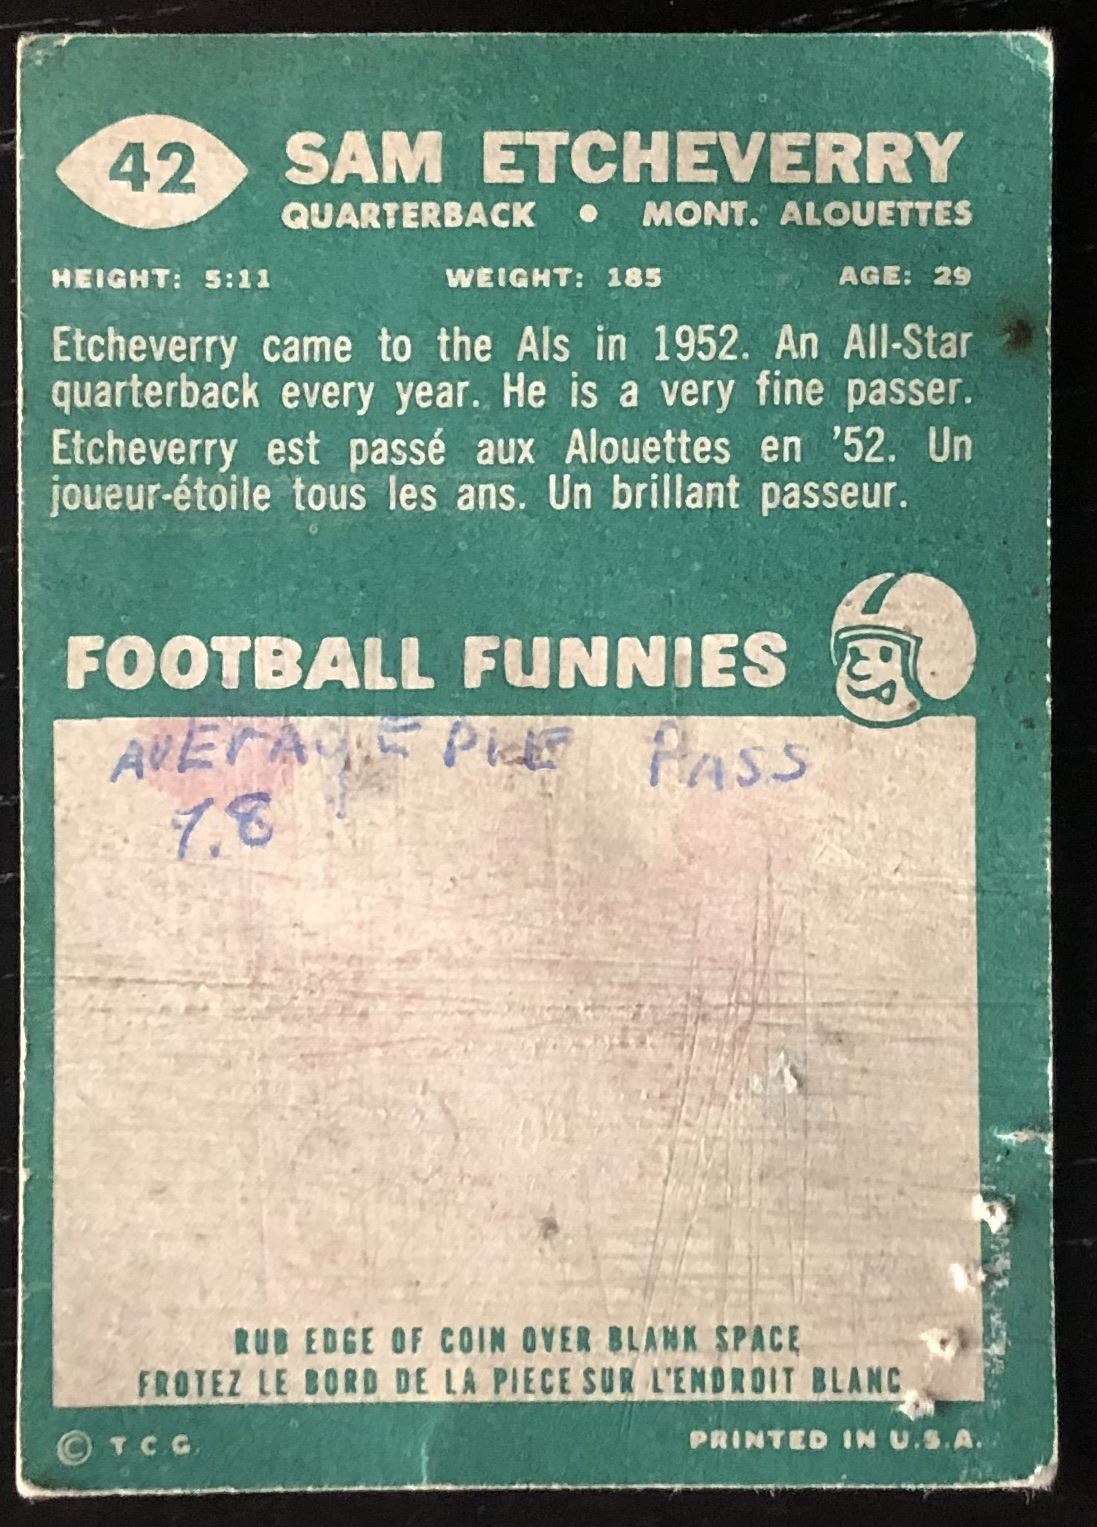 42
SAM ETCHEVERRY
QUARTERBACK • MONT. ALOUETTES
HEIGHT: 5:11 WEIGHT: 185 AGE: 29
Etcheverry came to the Als in 1952. An All-Star
quarterback every year. He is a very fine passer.
Etcheverry est passé aux Alouettes en '52. Un
joueur-étoile tous les ans. Un brillant passeur.
FOOTBALL FUNNIES
AVErAgE PASS
RUB EDGE OF COIN OVER BLANK SPACE
FROTEZ LE BORD DE LA PIECE SUR L'ENDROIT BLANC
© T.C.G. PRINTED IN U.S.A.